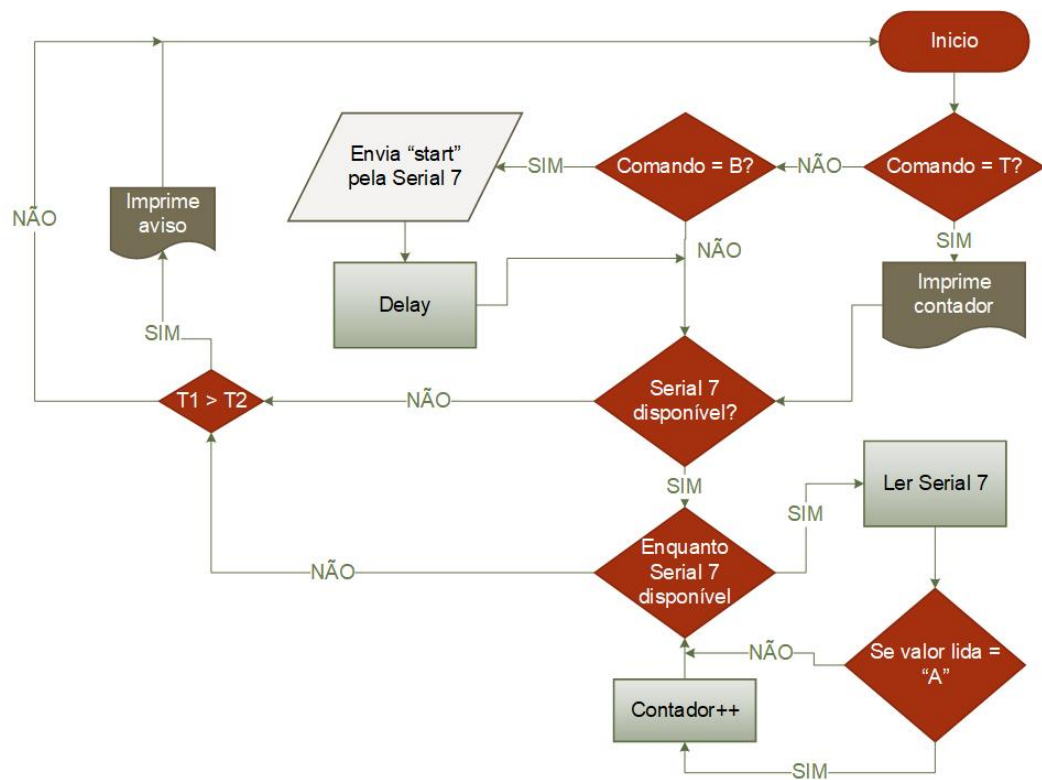 Inicio
Envia “start”
pela Serial 7
SIM
Comando = B?
NÃO
Comando = T?
NÃO
Imprime
aviso
SIM
NÃO
Delay
Imprime
contador
SIM
T1 > T2
NÃO
Serial 7
disponível?
SIM
Ler Serial 7
SIM
NÃO
Enquanto
Serial 7
disponível
NÃO
Se valor lida =
“A”
Contador++
SIM